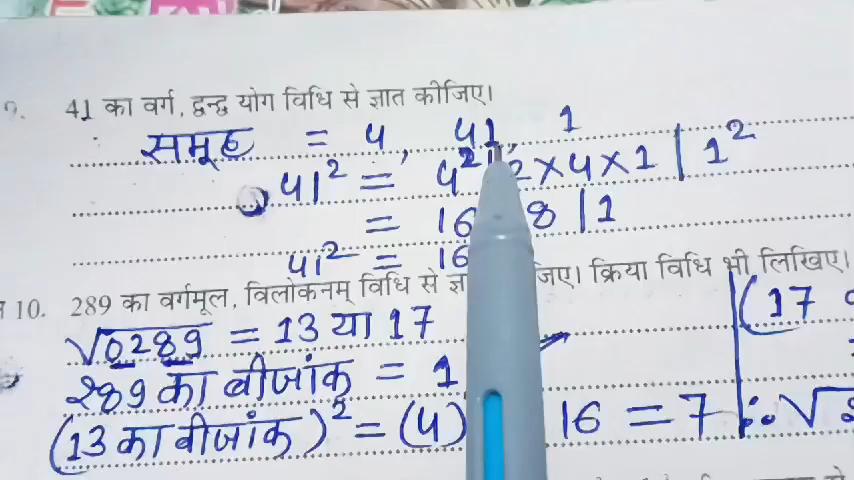 9. 41 का वर्ग, द्वन्द्व योग विधि से ज्ञात कीजिए।
समूह = 4, 41, 1
41² = 4² | 2×4×1 | 1²
= 16 8 | 1
41² = 16
10. 289 का वर्गमूल, विलोकनम् विधि से ज्ञ जिए। क्रिया विधि भी लिखिए।
√0289 = 13 या 17
289 का बीजांक = 1
(13 का बीजांक)² = (4) 16 = 7 ∴ √
(17